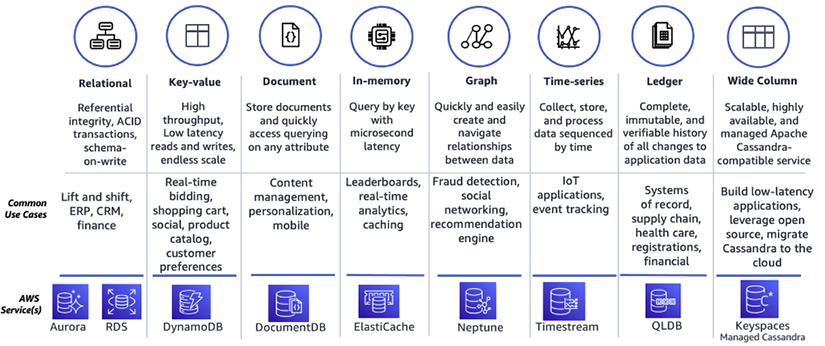 Relational
Key-value
Document
In-memory
Graph
Time-series
Ledger
Wide Column
Referential
integrity, ACID
transactions,
schema-
on-write
High
throughput,
Low latency
reads and writes,
endless scale
Store documents
and quickly
access querying
on any attribute
Query by key
with
microsecond
latency
Quickly and easily
create and
navigate
relationships
between data
Collect, store,
and process
data sequenced
by time
Complete,
immutable, and
verifiable history
of all changes to
application data
Scalable, highly
available, and
managed Apache
Cassandra-
compatible service
Common
Use Cases
Lift and shift,
ERP, CRM,
finance
Real-time
bidding,
shopping cart,
social, product
catalog,
customer
preferences
Content
management,
personalization,
mobile
Leaderboards,
real-time
analytics,
caching
Fraud detection,
social
networking,
recommendation
engine
IoT
applications,
event tracking
Systems
of record,
supply chain,
health care,
registrations,
financial
Build low-latency
applications,
leverage open
source, migrate
Cassandra to the
cloud
AWS
Service(s)
Aurora
RDS
DynamoDB
DocumentDB
ElastiCache
Neptune
Timestream
QLDB
Keyspaces
Managed Cassandra